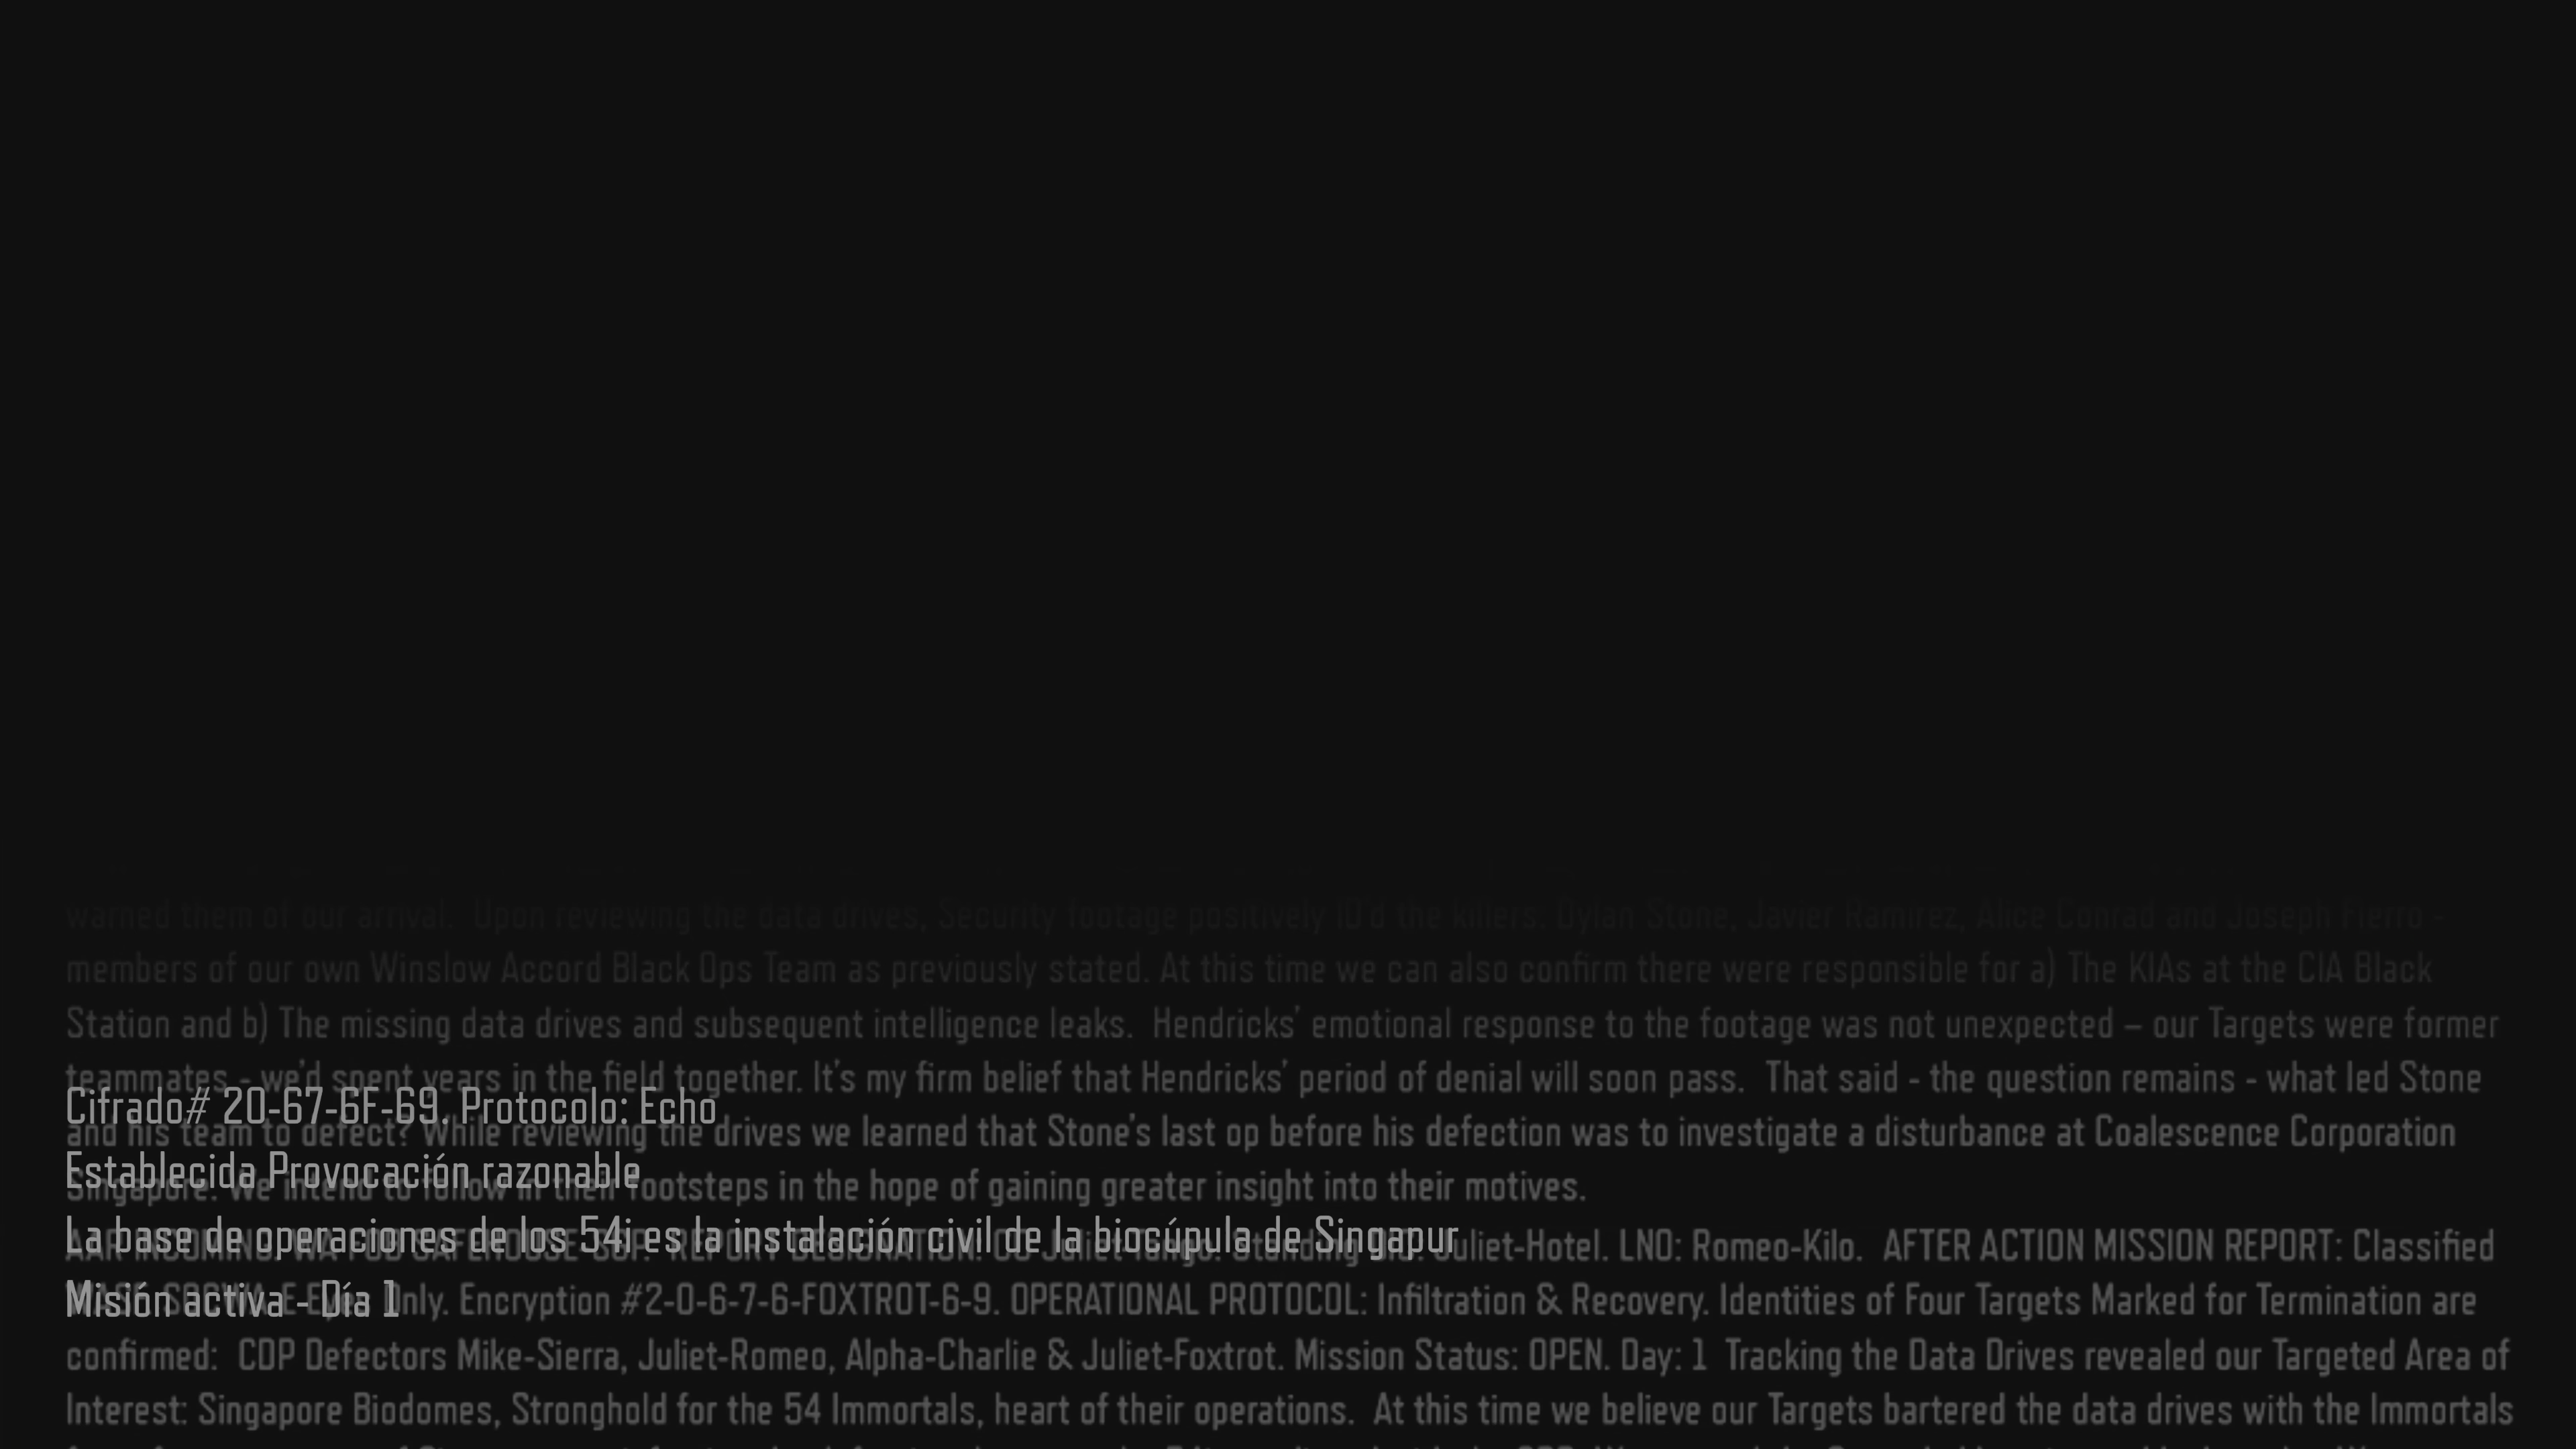 warned them of our arrival.  Upon reviewing the data drives, Security footage positively ID'd the killers. Dylan Stone, Javier Ramirez, Alice Conrad and Joseph Fierro -
members of our own Winslow Accord Black Ops Team as previously stated. At this time we can also confirm there were responsible for a) The KIAs at the CIA Black
Station and b) The missing data drives and subsequent intelligence leaks.  Hendricks’ emotional response to the footage was not unexpected – our Targets were former
teammates - we’d spent years in the field together. It’s my firm belief that Hendricks’ period of denial will soon pass.  That said - the question remains - what led Stone
Cifrado# 20-67-6F-69. Protocolo: Echo
and his team to defect? While reviewing the drives we learned that Stone’s last op before his defection was to investigate a disturbance at Coalescence Corporation
Establecida Provocación razonable
Singapore. We intend to follow in their footsteps in the hope of gaining greater insight into their motives.
La base de operaciones de los 54i es la instalación civil de la biocúpula de Singapur
AAR INCOMING. WA FOB SAFEHOUSE SNP. REPORT DESIGNATION: CO Juliet-Tango. Standing Juliet-Hotel. LNO: Romeo-Kilo.  AFTER ACTION MISSION REPORT: Classified
Misión activa - Día 1
Only. Encryption #2-0-6-7-6-FOXTROT-6-9. OPERATIONAL PROTOCOL: Infiltration & Recovery. Identities of Four Targets Marked for Termination are
confirmed:  CDP Defectors Mike-Sierra, Juliet-Romeo, Alpha-Charlie & Juliet-Foxtrot. Mission Status: OPEN. Day: 1  Tracking the Data Drives revealed our Targeted Area of
Interest: Singapore Biodomes, Stronghold for the 54 Immortals, heart of their operations.  At this time we believe our Targets bartered the data drives with the Immortals